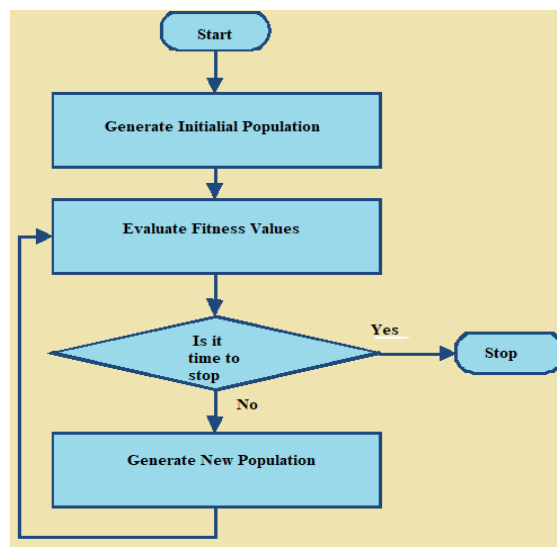 Start
Generate Initialial Population
Evaluate Fitness Values
Is it
time to
stop
Yes
Stop
No
Generate New Population